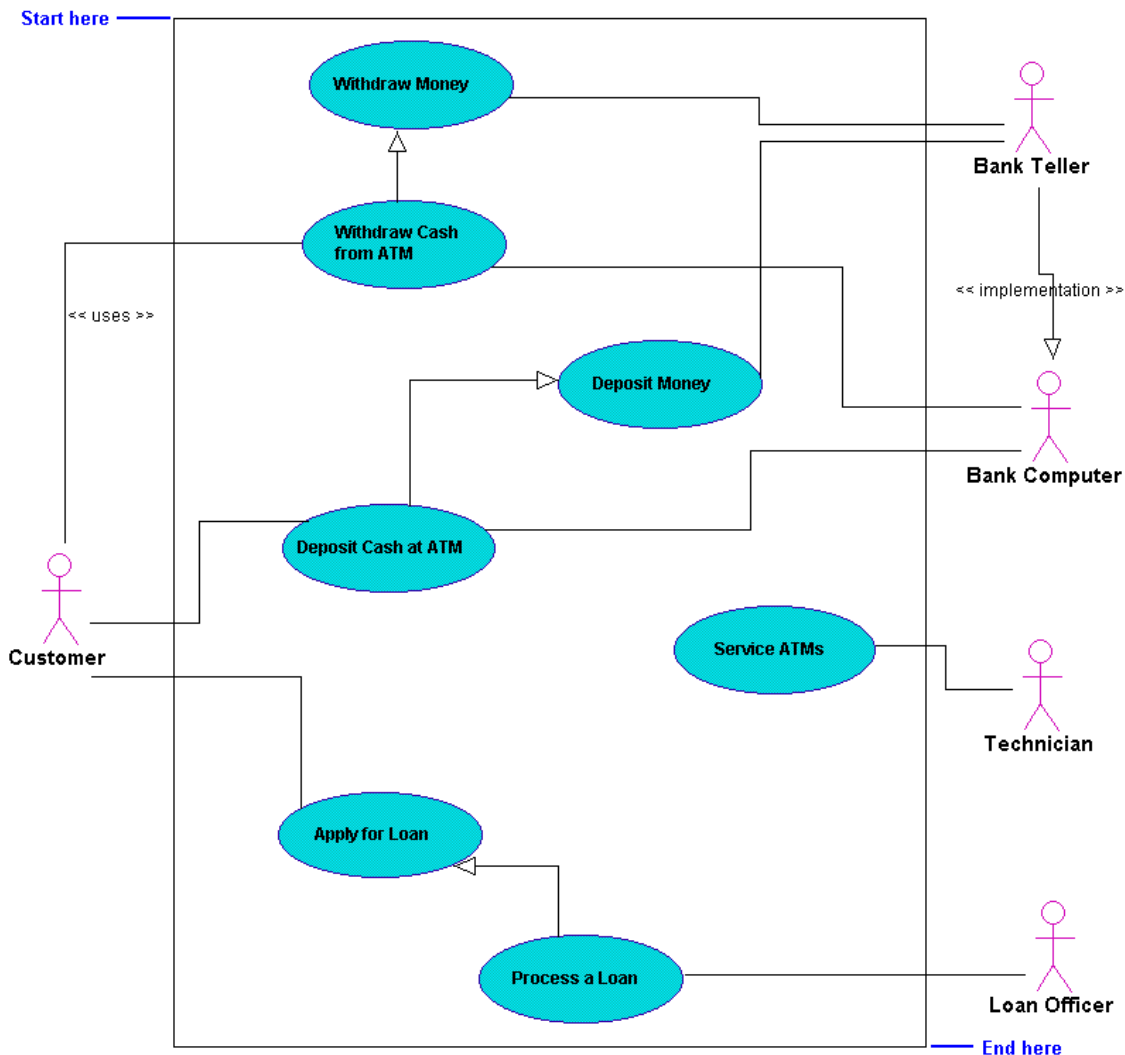 Start here
Withdraw Money
Bank Teller
Withdraw Cash
from ATM
<< implementation >>
<< uses >>
Deposit Money
Bank Computer
Deposit Cash at ATM
Customer
Service ATMs
Technician
Apply for Loan
Process a Loan
Loan Officer
End here